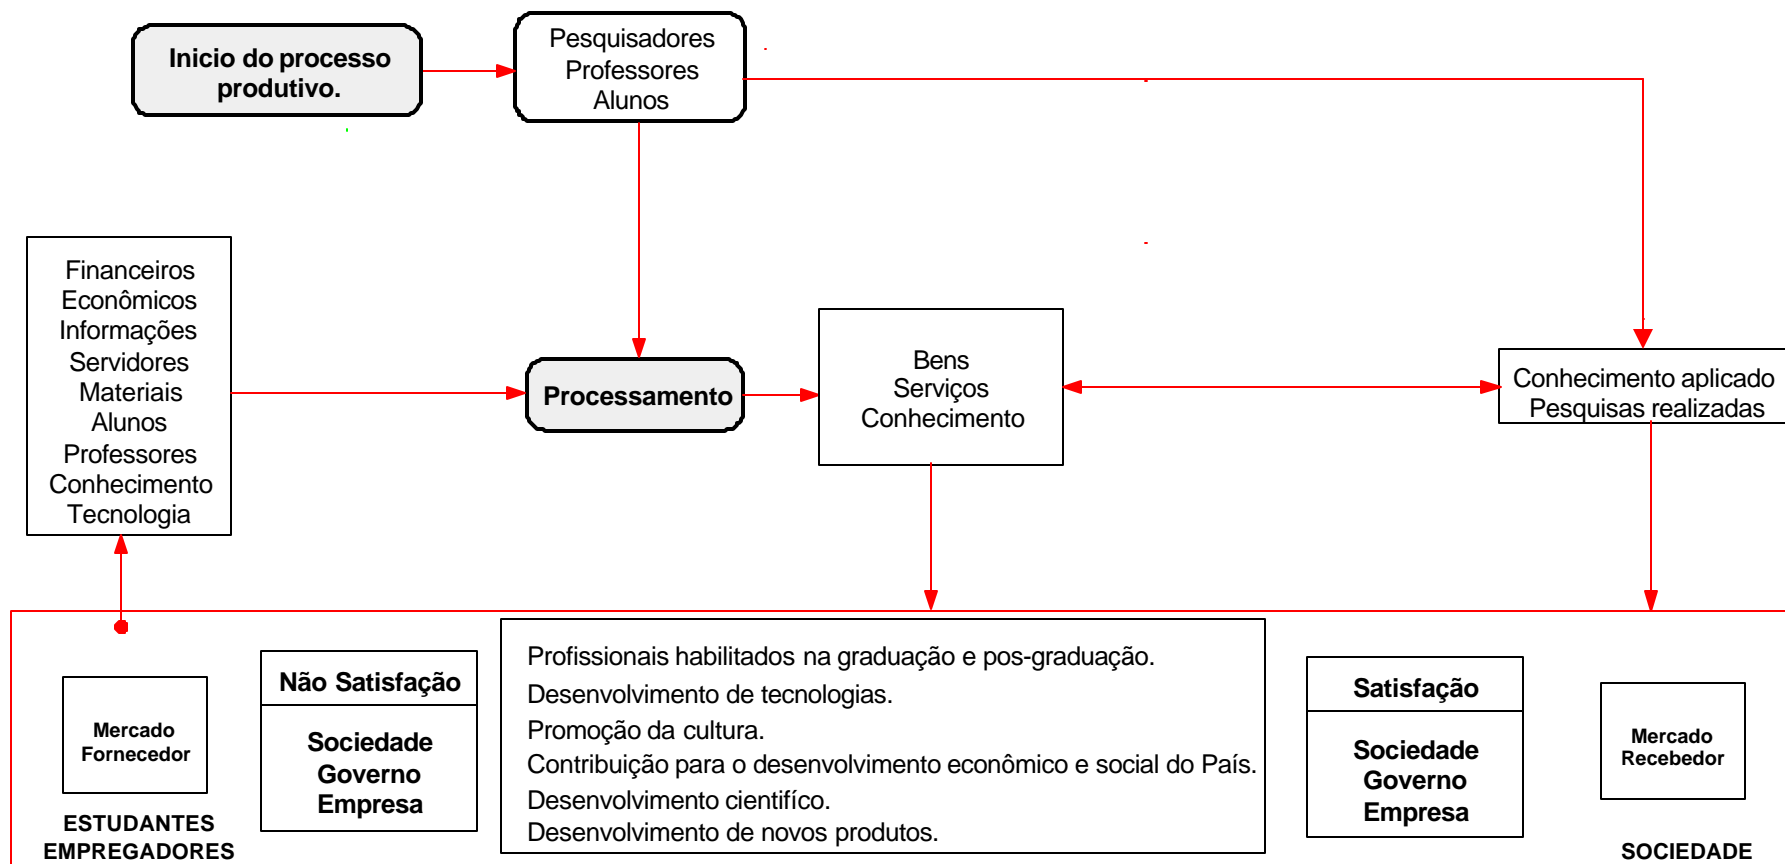 Inicio do processo
produtivo.
Pesquisadores
Professores
Alunos
Financeiros
Econômicos
Informações
Servidores
Materiais
Alunos
Professores
Conhecimento
Tecnologia
Processamento
Bens
Serviços
Conhecimento
Conhecimento aplicado
Pesquisas realizadas
Mercado
Fornecedor
ESTUDANTES
EMPREGADORES
Não Satisfação
Sociedade
Governo
Empresa
Profissionais habilitados na graduação e pos-graduação.
Desenvolvimento de tecnologias.
Promoção da cultura.
Contribuição para o desenvolvimento econômico e social do País.
Desenvolvimento cientifíco.
Desenvolvimento de novos produtos.
Satisfação
Sociedade
Governo
Empresa
Mercado
Recebedor
SOCIEDADE